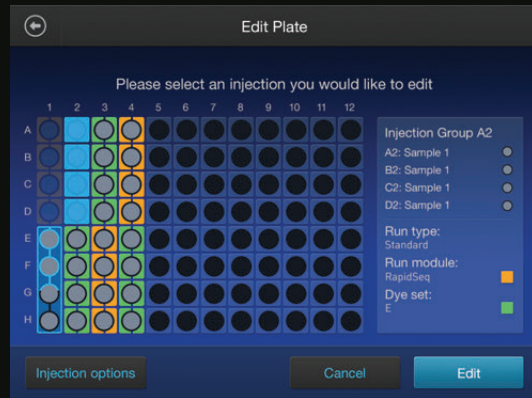 Edit Plate
Please select an injection you would like to edit
1 2 3 4 5 6 7 8 9 10 11 12
A
B
C
D
E
F
G
H
Injection Group A2
A2: Sample 1
B2: Sample 1
C2: Sample 1
D2: Sample 1
Run type:
Standard
Run module:
RapidSeq
Dye set:
E
Injection options
Cancel
Edit